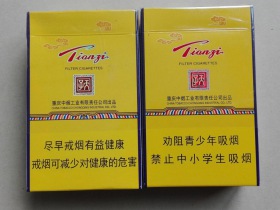 Tianzi
FILTER CIGARETTES
重庆中烟工业有限责任公司出品
尽早戒烟有益健康
戒烟可减少对健康的危害
Tianzi
FILTER CIGARETTES
重庆中烟工业有限责任公司出品
劝阻青少年吸烟
禁止中小学生吸烟